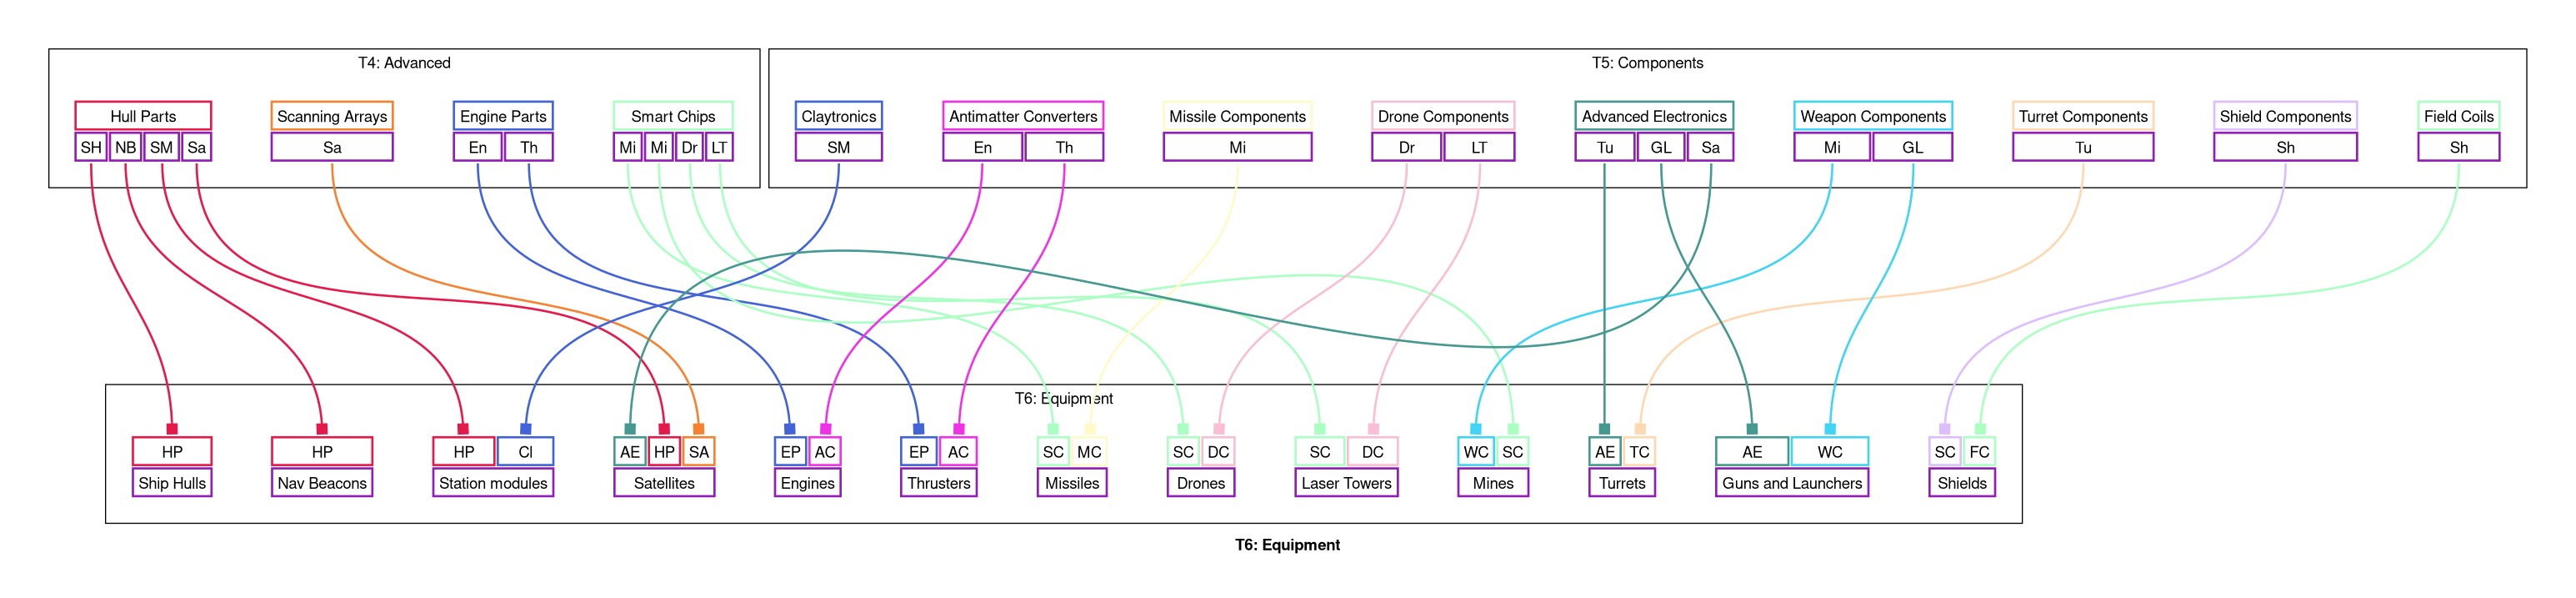 T4: Advanced
T5: Components
Hull Parts
Scanning Arrays
Engine Parts
Smart Chips
Claytronics
Antimatter Converters
Missile Components
Drone Components
Advanced Electronics
Weapon Components
Turret Components
Shield Components
Field Coils
SH NB SM Sa
Sa
En Th
Mi Mi Dr LT
SM
En Th
Mi
Dr LT
Tu GL Sa
Mi GL
Tu
Sh
Sh
T6: Equipment
HP
HP
HP Cl
AE HP SA
EP AC
EP AC
SC MC
SC DC
SC DC
WC SC
AE TC
AE WC
SC FC
Ship Hulls
Nav Beacons
Station modules
Satellites
Engines
Thrusters
Missiles
Drones
Laser Towers
Mines
Turrets
Guns and Launchers
Shields
T6: Equipment